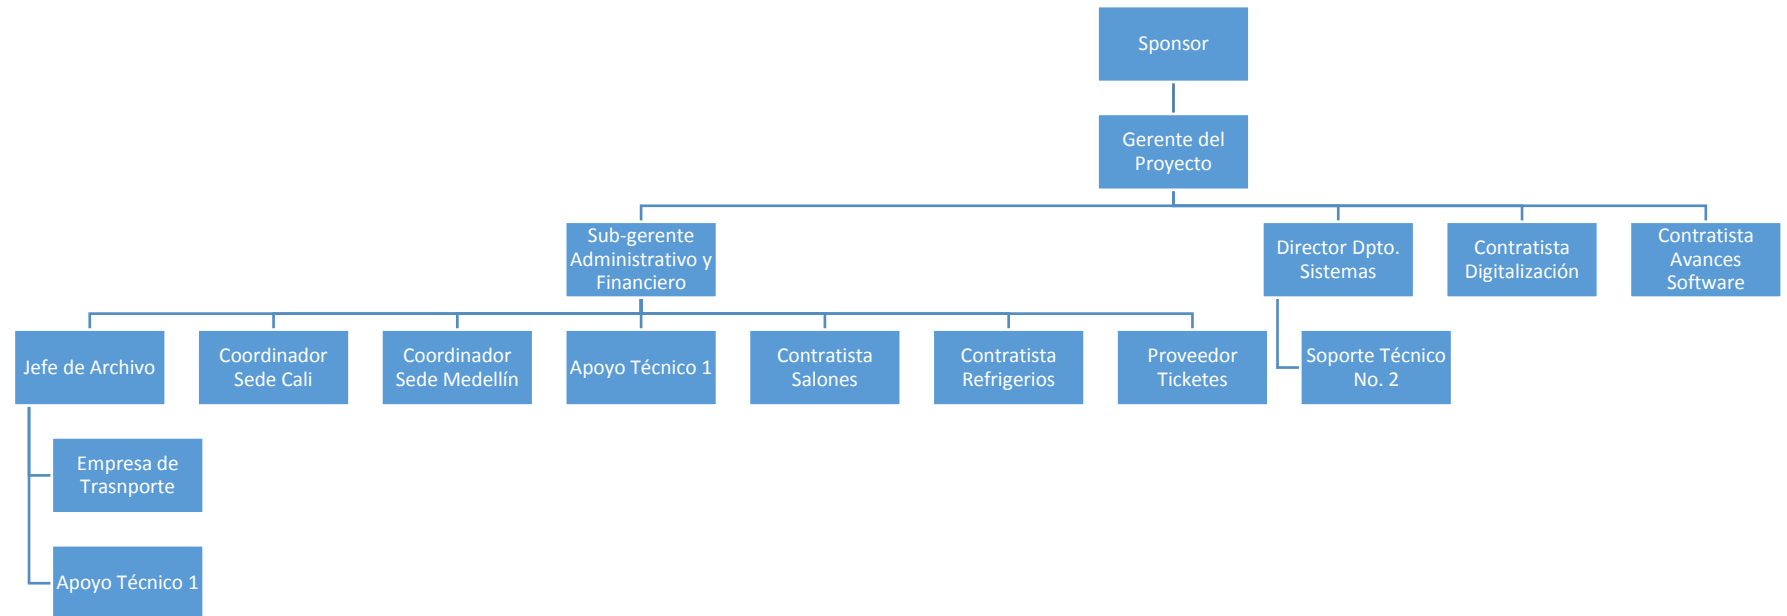 Sponsor
Gerente del
Proyecto
Sub-gerente
Administrativo y
Financiero
Director Dpto.
Sistemas
Contratista
Digitalización
Contratista
Avances
Software
Jefe de Archivo
Coordinador
Sede Cali
Coordinador
Sede Medellín
Apoyo Técnico 1
Contratista
Salones
Contratista
Refrigerios
Proveedor
Ticketes
Soporte Técnico
No. 2
Empresa de
Trasnporte
Apoyo Técnico 1